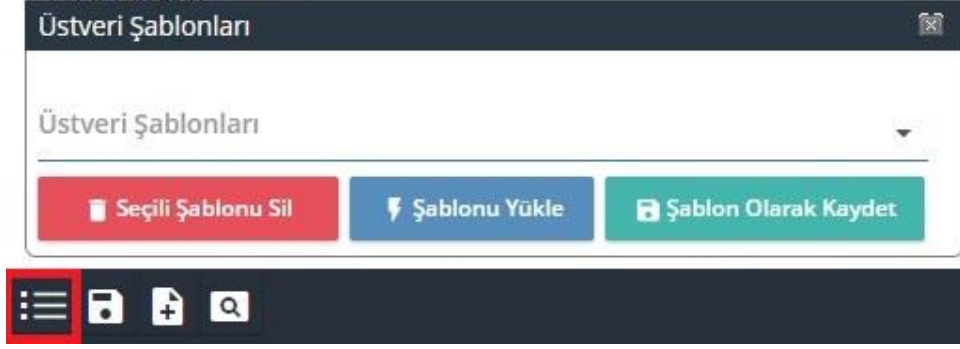 Üstveri Şablonları
Üstveri Şablonları
Seçili Şablonu Sil Şablonu Yükle Şablon Olarak Kaydet